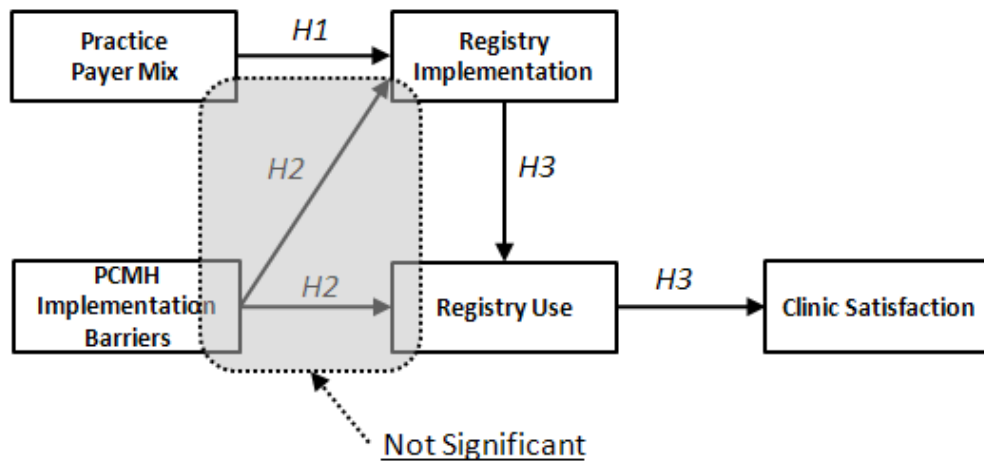 Practice
Payer Mix
H1
Registry
Implementation
H2
H3
PCMH
Implementation
Barriers
H2
Registry Use
H3
Clinic Satisfaction
Not Significant